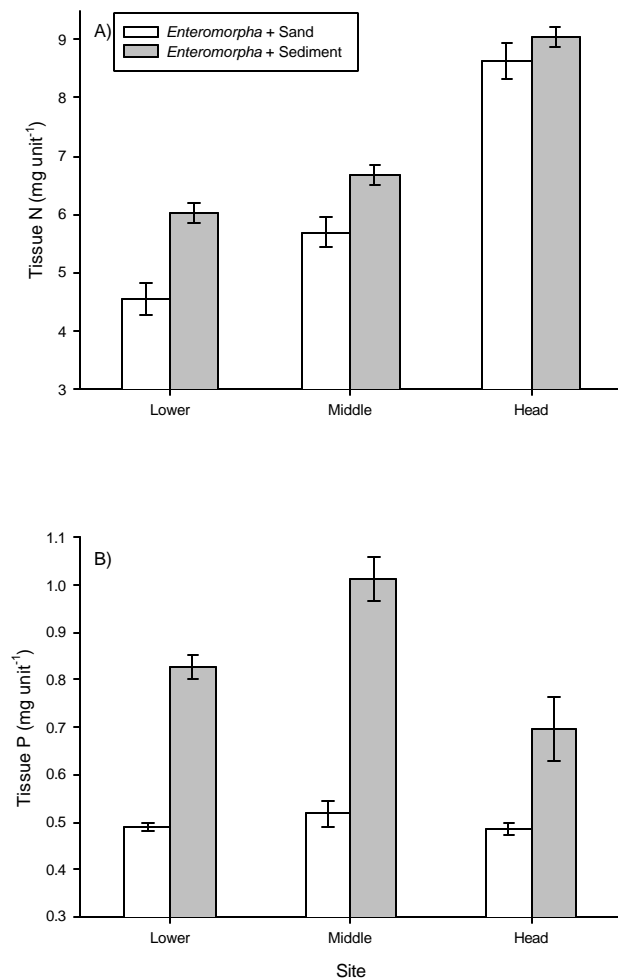 A)
Enteromorpha + Sand
Enteromorpha + Sediment
Tissue N (mg unit-1)
9
8
7
6
5
4
3
Lower Middle Head
B)
Tissue P (mg unit-1)
1.1
1.0
0.9
0.8
0.7
0.6
0.5
0.4
0.3
Lower Middle Head
Site